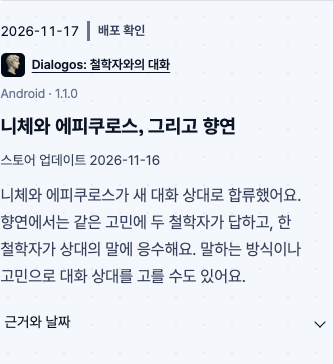 2026-11-17 배포 확인
Dialogos: 철학자와의 대화
Android · 1.1.0
니체와 에피쿠로스, 그리고 향연
스토어 업데이트 2026-11-16
니체와 에피쿠로스가 새 대화 상대로 합류했어요.
향연에서는 같은 고민에 두 철학자가 답하고, 한
철학자가 상대의 말에 응수해요. 말하는 방식이나
고민으로 대화 상대를 고를 수도 있어요.
근거와 날짜